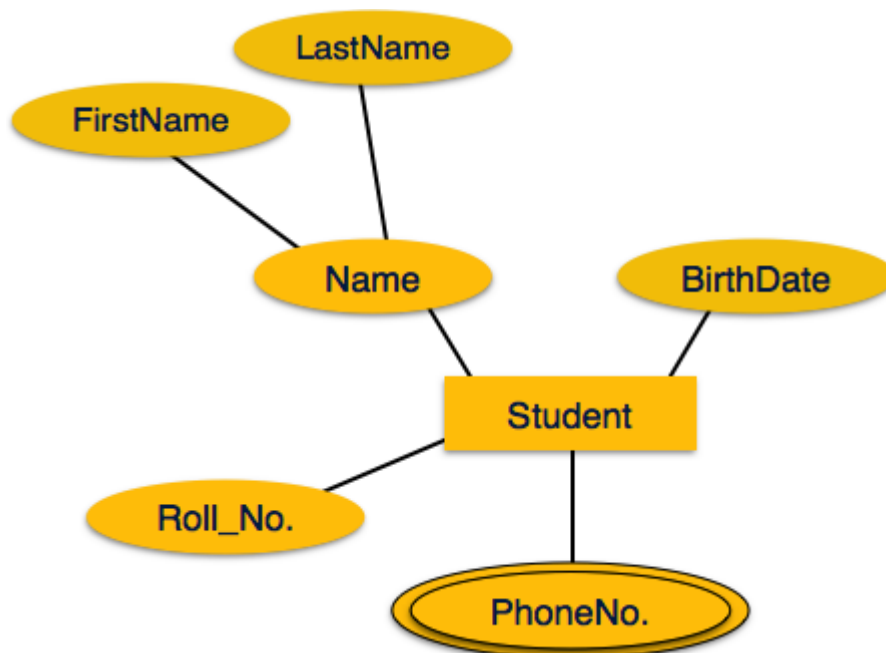 LastName
FirstName
Name
BirthDate
Student
Roll_No.
PhoneNo.